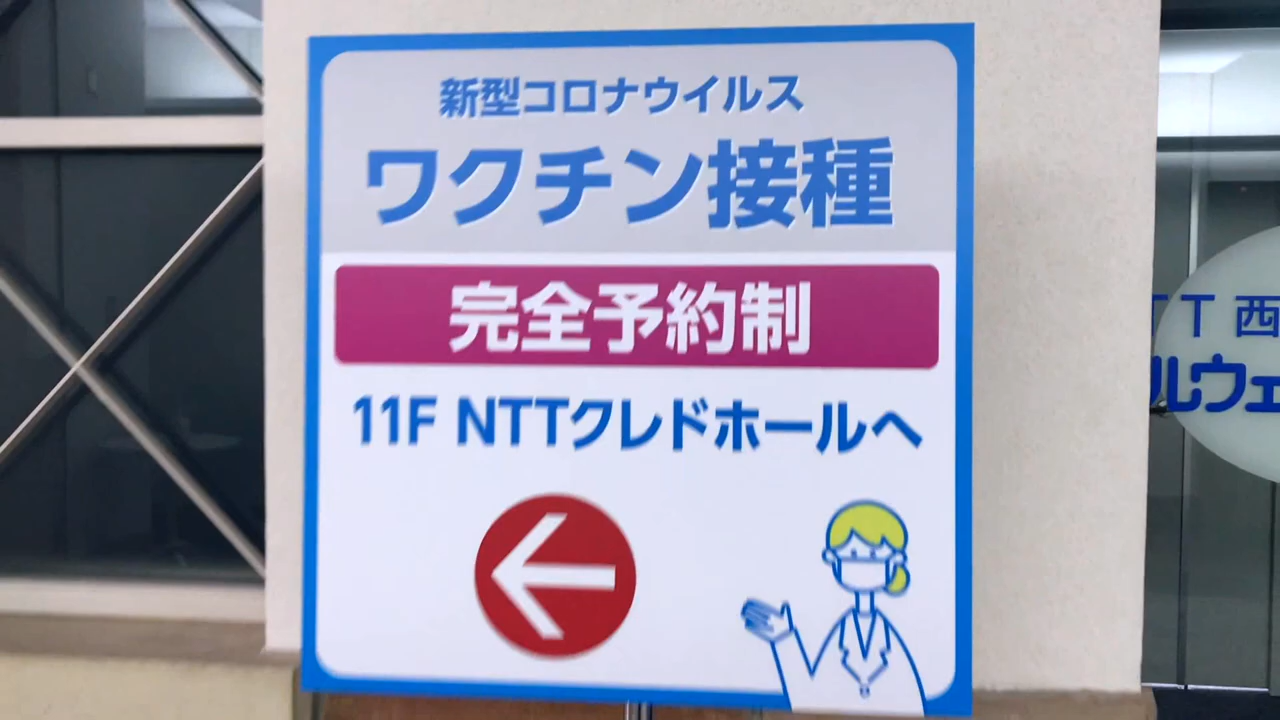 新型コロナウイルス
ワクチン接種
完全予約制
11F NTTクレドホールへ
TT 西
ルウェ